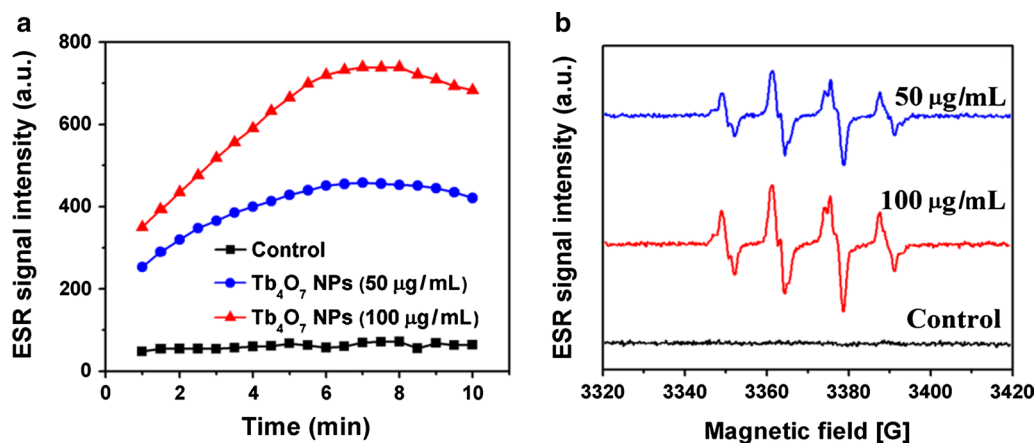 a
ESR signal intensity (a.u.)
800
600
400
200
0
Control
Tb₄O₇ NPs (50 µg/mL)
Tb₄O₇ NPs (100 µg/mL)
0 2 4 6 8 10
Time (min)
b
ESR signal intensity (a.u.)
50 µg/mL
100 µg/mL
Control
3320 3340 3360 3380 3400 3420
Magnetic field [G]